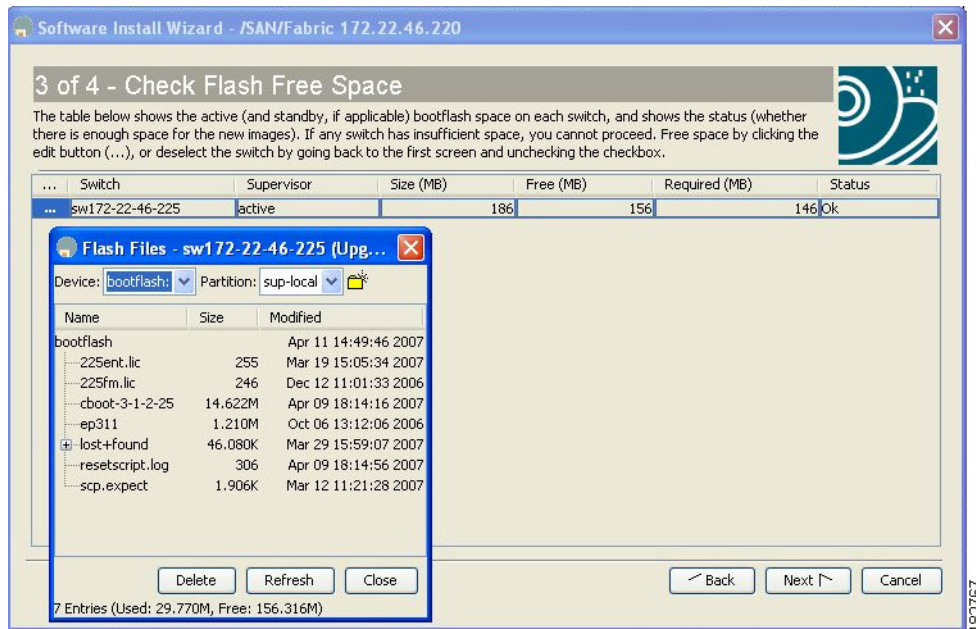 Software Install Wizard - /SAN/Fabric 172.22.46.220
3 of 4 - Check Flash Free Space
The table below shows the active (and standby, if applicable) bootflash space on each switch, and shows the status (whether
there is enough space for the new images). If any switch has insufficient space, you cannot proceed. Free space by clicking the
edit button (...), or deselect the switch by going back to the first screen and unchecking the checkbox.
... Switch Supervisor Size (MB) Free (MB) Required (MB) Status
... sw172-22-46-225 active 186 156 146 Ok
Flash Files - sw172-22-46-225 (Upg...
Device: bootflash: Partition: sup-local
Name Size Modified
bootflash Apr 11 14:49:46 2007
225ent.lic 255 Mar 19 15:05:34 2007
225fm.lic 246 Dec 12 11:01:33 2006
cboot-3-1-2-25 14.622M Apr 09 18:14:16 2007
ep311 1.210M Oct 06 13:12:06 2006
lost+found 46.080K Mar 29 15:59:07 2007
resetscript.log 306 Apr 09 18:14:56 2007
scp.expect 1.906K Mar 12 11:21:28 2007
Delete Refresh Close
7 Entries (Used: 29.770M, Free: 156.316M)
Back Next Cancel